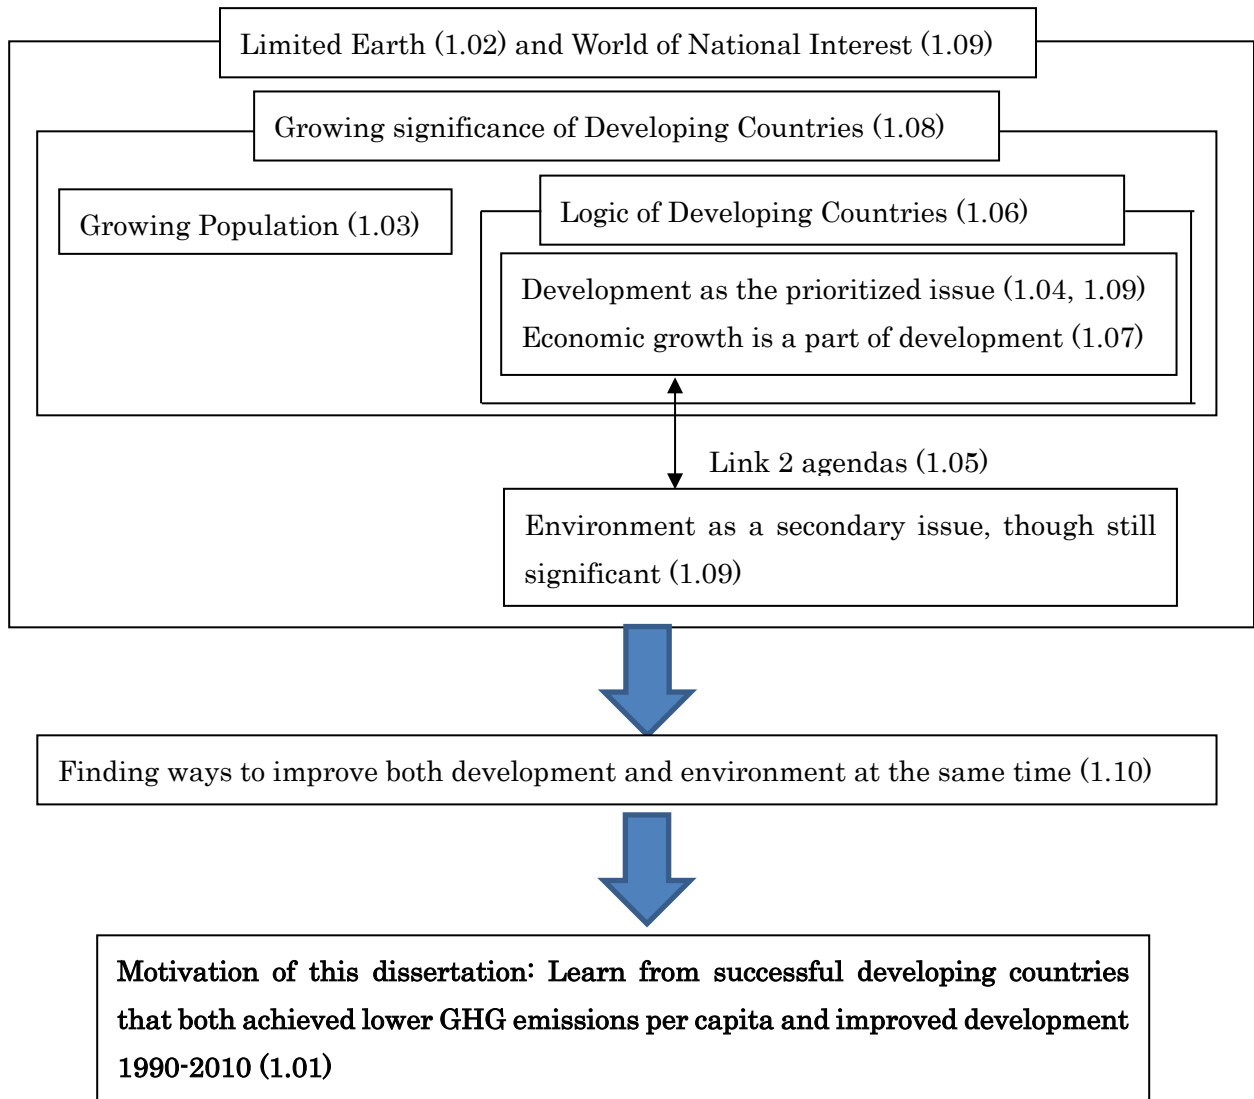 Limited Earth (1.02) and World of National Interest (1.09)
Growing significance of Developing Countries (1.08)
Growing Population (1.03)
Logic of Developing Countries (1.06)
Development as the prioritized issue (1.04, 1.09)
Economic growth is a part of development (1.07)
Link 2 agendas (1.05)
Environment as a secondary issue, though still
significant (1.09)
Finding ways to improve both development and environment at the same time (1.10)
Motivation of this dissertation: Learn from successful developing countries
that both achieved lower GHG emissions per capita and improved development
1990-2010 (1.01)